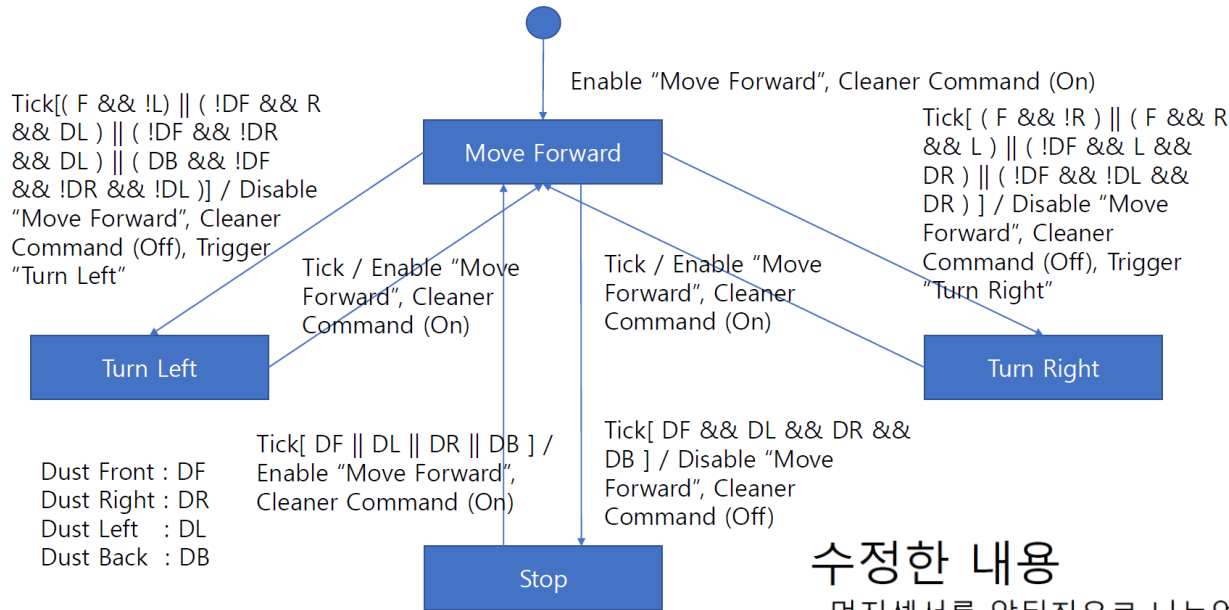 Enable “Move Forward”, Cleaner Command (On)
Tick[( F && !L) || ( !DF && R
&& DL ) || ( !DF && !DR
&& DL ) || ( DB && !DF
&& !DR && !DL )] / Disable
“Move Forward”, Cleaner
Command (Off), Trigger
“Turn Left”
Move Forward
Tick[ ( F && !R ) || ( F && R
&& L ) || ( !DF && L &&
DR ) || ( !DF && !DL &&
DR ) ] / Disable “Move
Forward”, Cleaner
Command (Off), Trigger
“Turn Right”
Tick / Enable “Move
Forward”, Cleaner
Command (On)
Tick / Enable “Move
Forward”, Cleaner
Command (On)
Turn Left
Turn Right
Tick[ DF || DL || DR || DB ] /
Enable “Move Forward”,
Cleaner Command (On)
Tick[ DF && DL && DR &&
DB ] / Disable “Move
Forward”, Cleaner
Command (Off)
Dust Front : DF
Dust Right : DR
Dust Left : DL
Dust Back : DB
Stop
수정한 내용